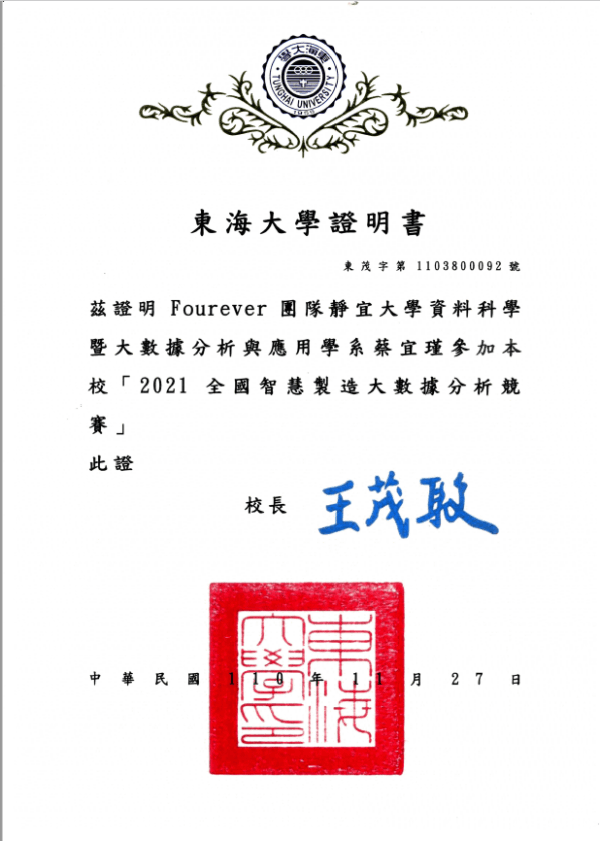 學大海東
TUNGHAI UNIVERSITY
1955
東海大學證明書
東茂字第 1103800092 號
茲證明 Fourever 團隊靜宜大學資料科學
暨大數據分析與應用學系蔡宜瑾參加本
校「2021 全國智慧製造大數據分析競
賽」
此證
校長 王茂駿
中華民國 110 年 11 月 27 日
東海
大學印